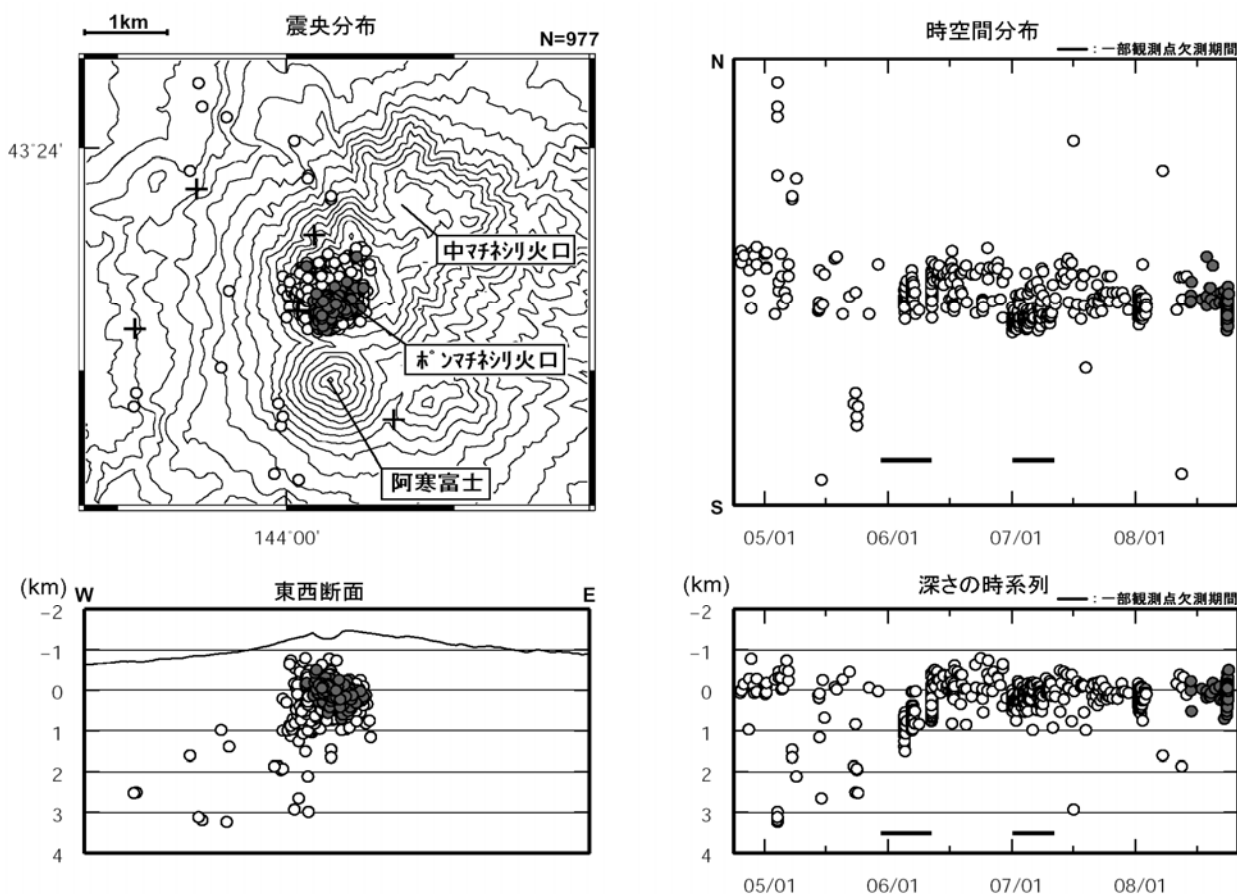 1km
震央分布
N=977
43°24'
中ﾏﾁﾈｼﾘ火口
ﾎﾟﾝﾏﾁﾈｼﾘ火口
阿寒富士
144°00'
時空間分布
━:一部観測点欠測期間
N
S
05/01 06/01 07/01 08/01
(km) W 東西断面 E
-2
-1
0
1
2
3
4
(km) 深さの時系列
━:一部観測点欠測期間
-2
-1
0
1
2
3
4
05/01 06/01 07/01 08/01